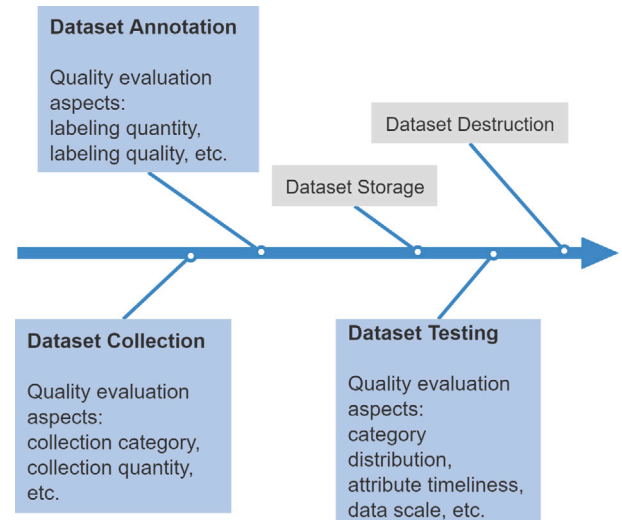 Dataset Annotation
Quality evaluation
aspects:
labeling quantity,
labeling quality, etc.
Dataset Destruction
Dataset Storage
Dataset Collection
Quality evaluation
aspects:
collection category,
collection quantity,
etc.
Dataset Testing
Quality evaluation
aspects:
category
distribution,
attribute timeliness,
data scale, etc.